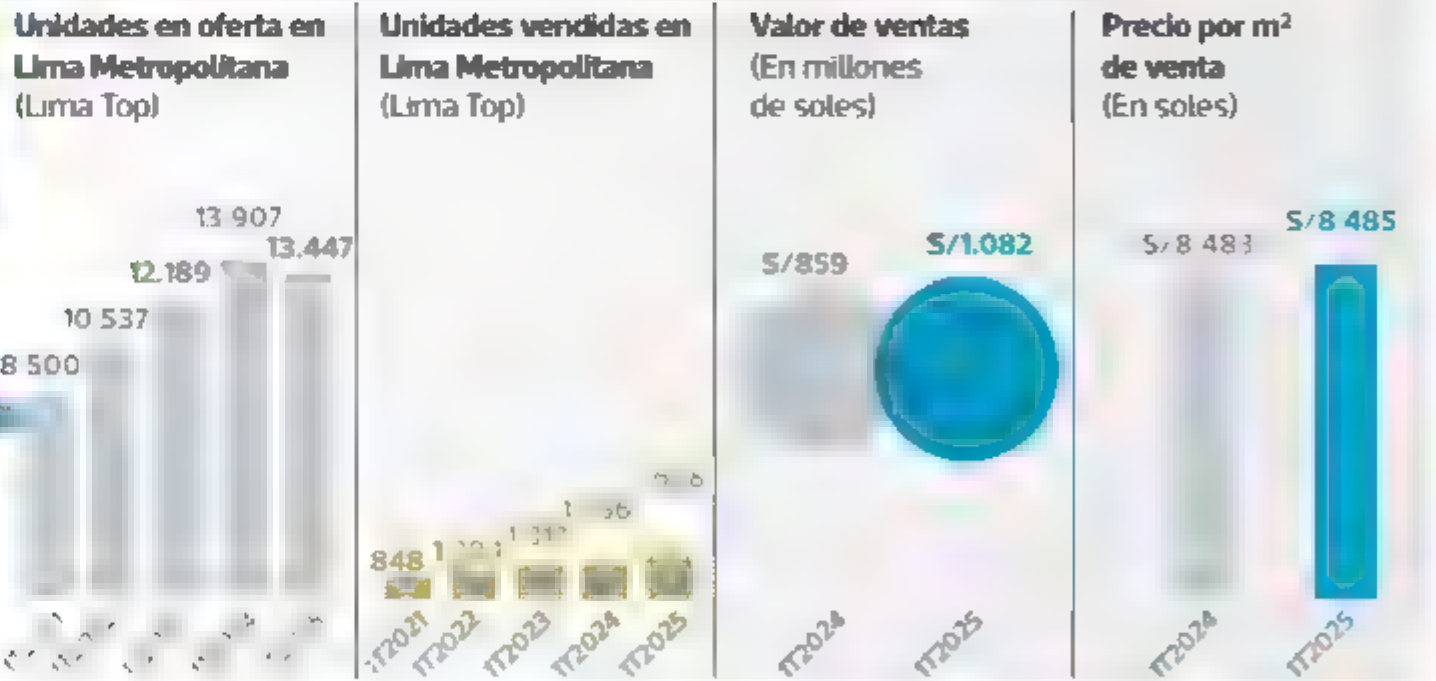 Unidades en oferta en
Lima Metropolitana
(Lima Top)
13 907
13.447
12.189
10 537
8 500
Unidades vendidas en
Lima Metropolitana
(Lima Top)
848
1T2021
1T2022
1T2023
1T2024
1T2025
Valor de ventas
(En millones
de soles)
S/859
S/1.082
1T2024
1T2025
Precio por m²
de venta
(En soles)
S/8 483
S/8 485
1T2024
1T2025